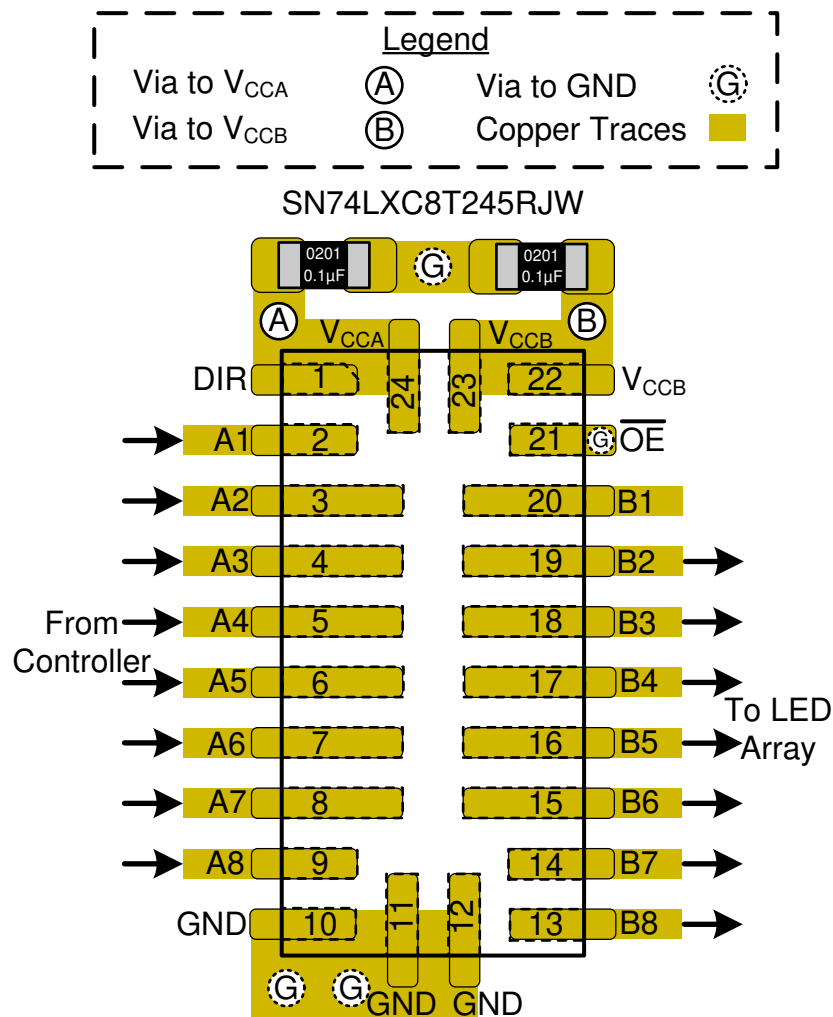 Legend
Via to VCCA A Via to GND G
Via to VCCB B Copper Traces
SN74LXC8T245RJW
0201 0201
0.1µF G 0.1µF
A B
VCCA VCCB
DIR 1 24 23 22 VCCB
A1 2 21 G OE
A2 3 20 B1
A3 4 19 B2
A4 5 18 B3
From
Controller
A5 6 17 B4
To LED
Array
A6 7 16 B5
A7 8 15 B6
A8 9 14 B7
GND 10 11 12 13 B8
G G GND GND